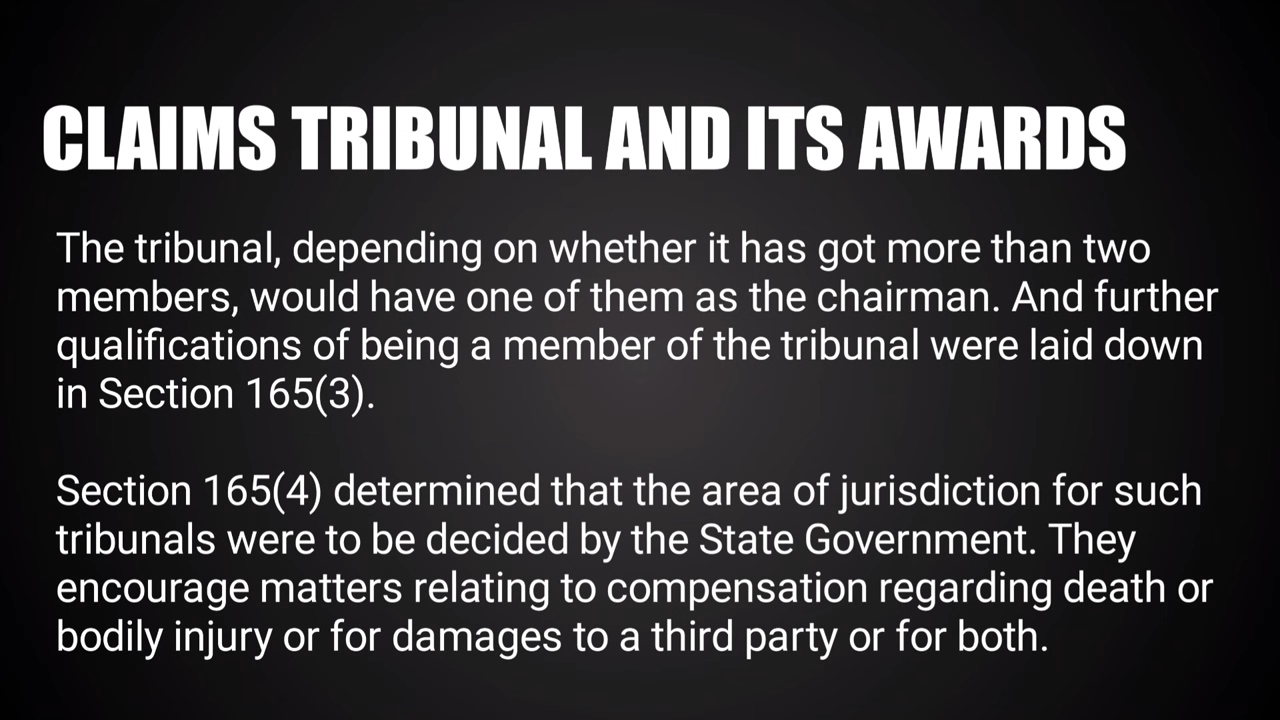 CLAIMS TRIBUNAL AND ITS AWARDS
The tribunal, depending on whether it has got more than two
members, would have one of them as the chairman. And further
qualifications of being a member of the tribunal were laid down
in Section 165(3).
Section 165(4) determined that the area of jurisdiction for such
tribunals were to be decided by the State Government. They
encourage matters relating to compensation regarding death or
bodily injury or for damages to a third party or for both.